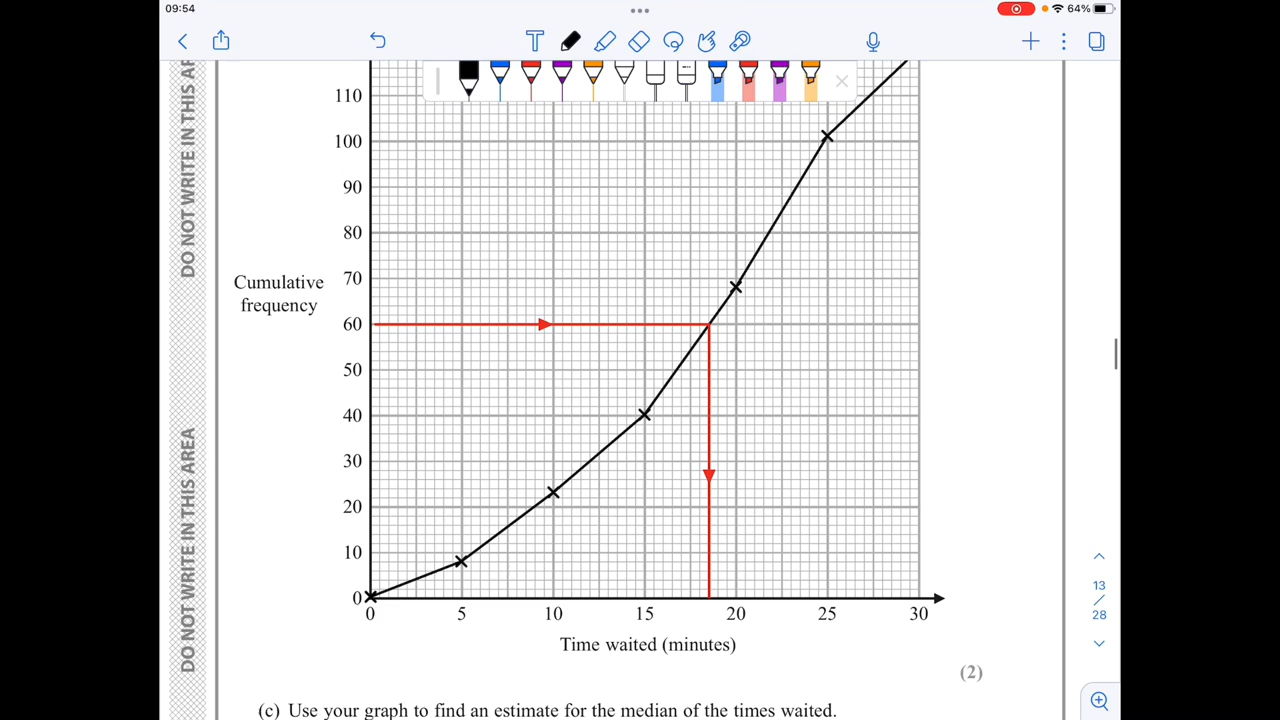 09:54
64%
T
DO NOT WRITE IN THIS AR
110
100
90
80
Cumulative
frequency
70
60
50
40
30
20
10
0
0 5 10 15 20 25 30
Time waited (minutes)
(2)
DO NOT WRITE IN THIS AREA
13
/
28
(c) Use your graph to find an estimate for the median of the times waited.